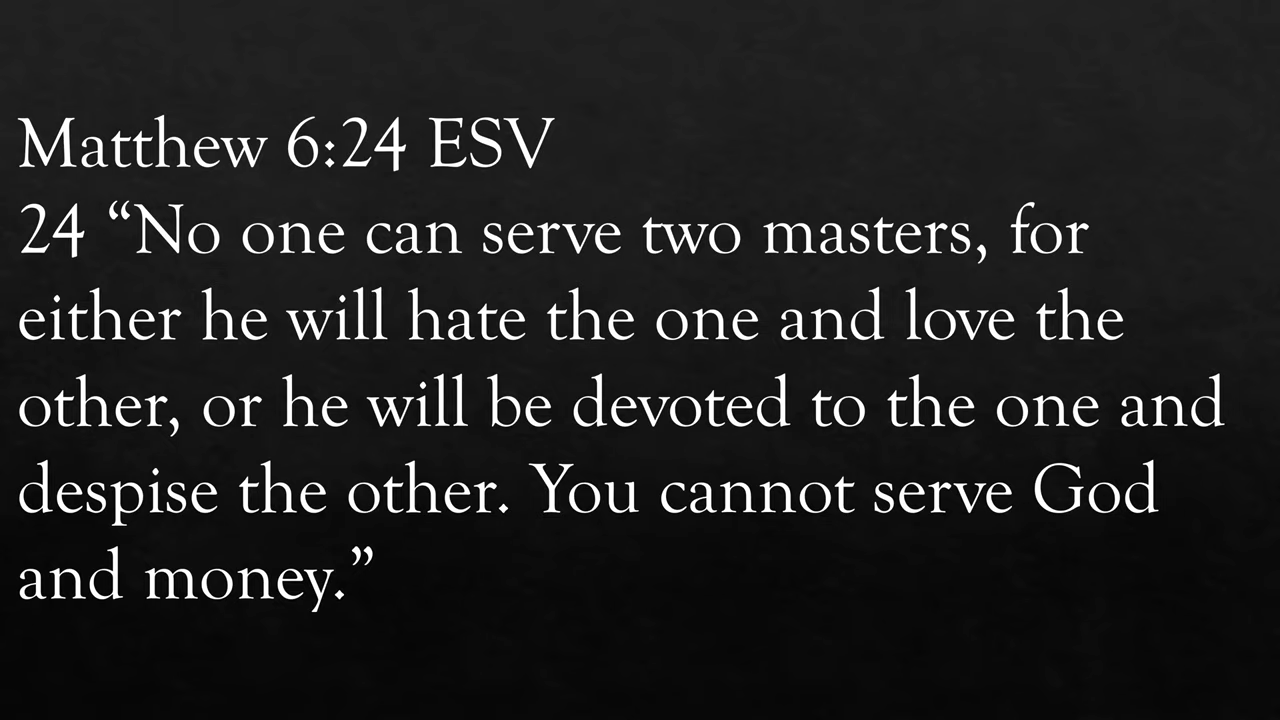 Matthew 6:24 ESV
24 “No one can serve two masters, for
either he will hate the one and love the
other, or he will be devoted to the one and
despise the other. You cannot serve God
and money.”